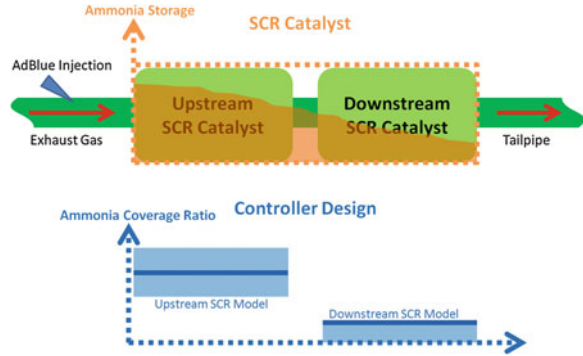 Ammonia Storage
SCR Catalyst
AdBlue Injection
Upstream
SCR Catalyst
Downstream
SCR Catalyst
Exhaust Gas
Tailpipe
Ammonia Coverage Ratio
Controller Design
Upstream SCR Model
Downstream SCR Model